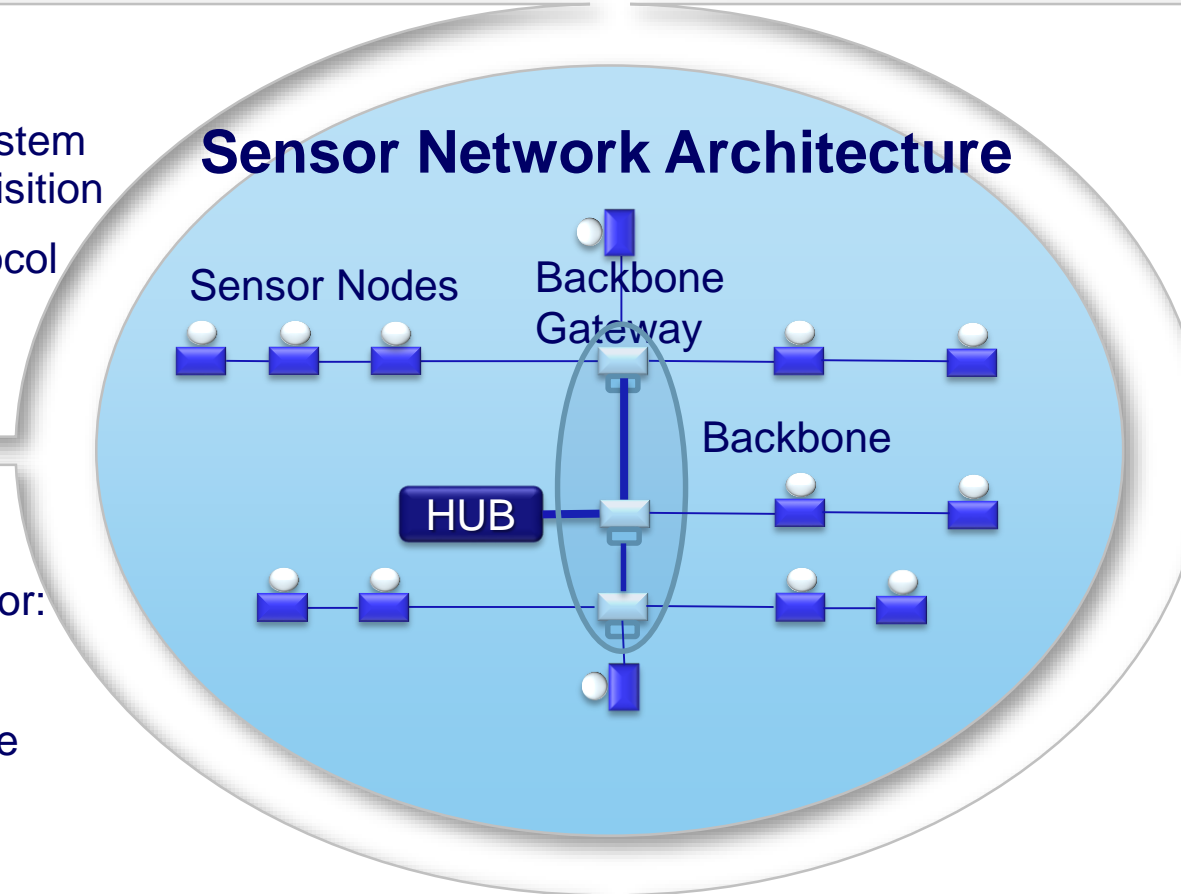 Sensor Network Architecture
Sensor Nodes
Backbone
Gateway
Backbone
HUB